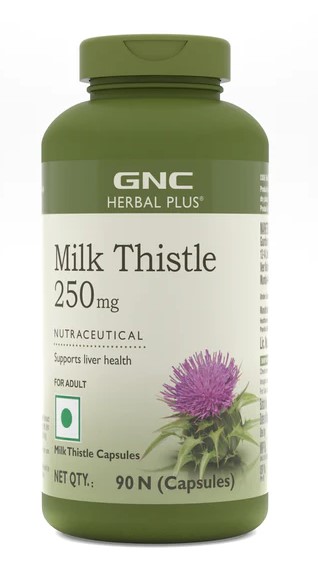 GNC
HERBAL PLUS®
Milk Thistle
250mg
NUTRACEUTICAL
Supports liver health
FOR ADULT
Milk Thistle Capsules
NET QTY.: 90 N (Capsules)